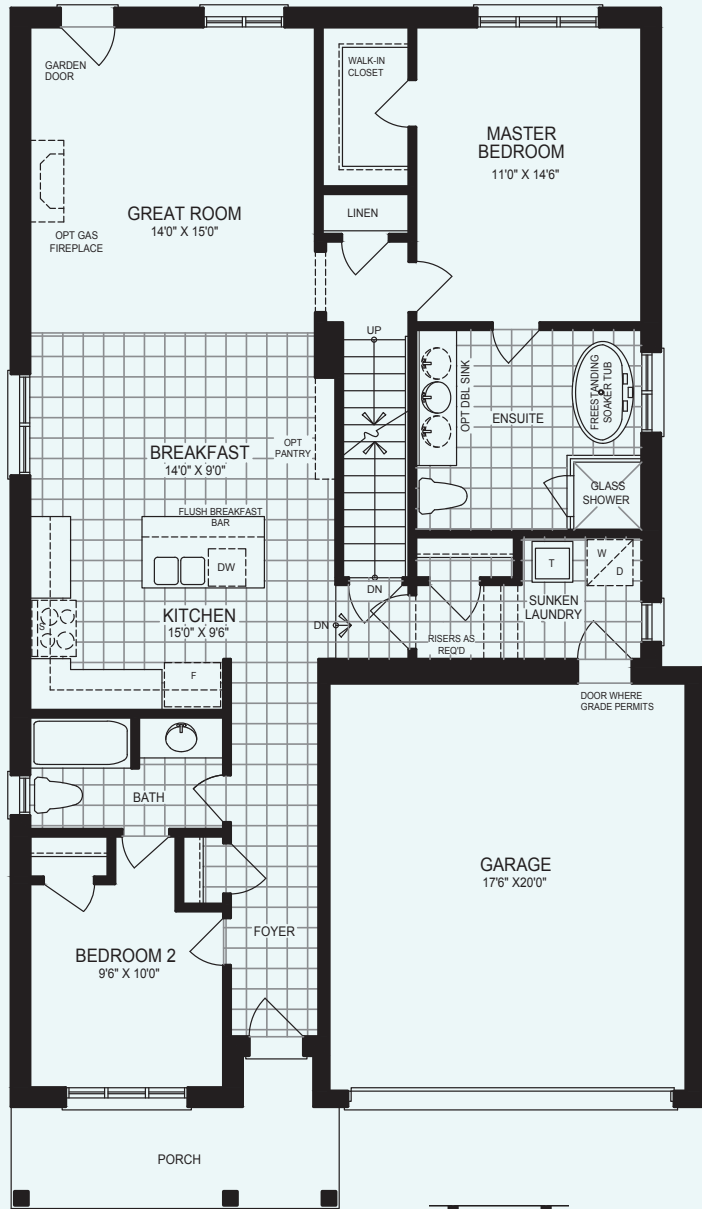 GARDEN
DOOR
WALK-IN
CLOSET
MASTER
BEDROOM
11'0" X 14'6"
GREAT ROOM
14'0" X 15'0"
LINEN
OPT GAS
FIREPLACE
UP
OPT DBL SINK
ENSUITE
FREESTANDING
SOAKER TUB
BREAKFAST
14'0" X 9'0"
OPT
PANTRY
GLASS
SHOWER
FLUSH BREAKFAST
BAR
DW
W
D
T
DN
SUNKEN
LAUNDRY
KITCHEN
15'0" X 9'6"
S
DN
RISERS AS
REQ'D
F
DOOR WHERE
GRADE PERMITS
BATH
GARAGE
17'6" X20'0"
FOYER
BEDROOM 2
9'6" X 10'0"
PORCH